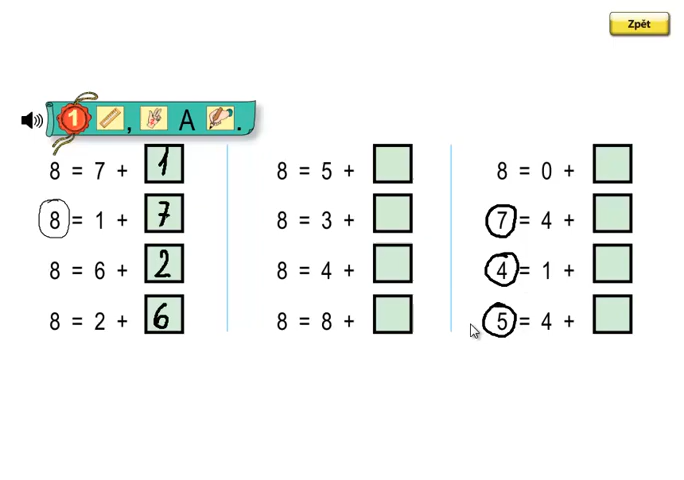 Zpět
1 , A .
8 = 7 + 1
8 = 1 + 7
8 = 6 + 2
8 = 2 + 6
8 = 5 +
8 = 3 +
8 = 4 +
8 = 8 +
8 = 0 +
7 = 4 +
4 = 1 +
5 = 4 +